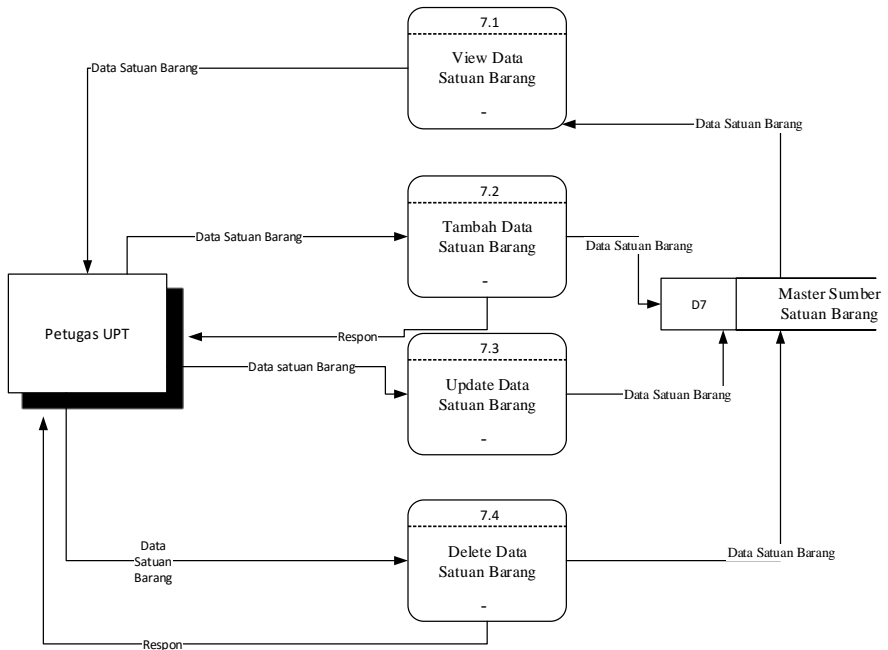 7.1
View Data
Satuan Barang
-
Data Satuan Barang
Data Satuan Barang
7.2
Tambah Data
Satuan Barang
-
Data Satuan Barang
Data Satuan Barang
Petugas UPT
D7
Master Sumber
Satuan Barang
Respon
7.3
Update Data
Satuan Barang
-
Data satuan Barang
Data Satuan Barang
7.4
Delete Data
Satuan Barang
-
Data
Satuan
Barang
Data Satuan Barang
Respon